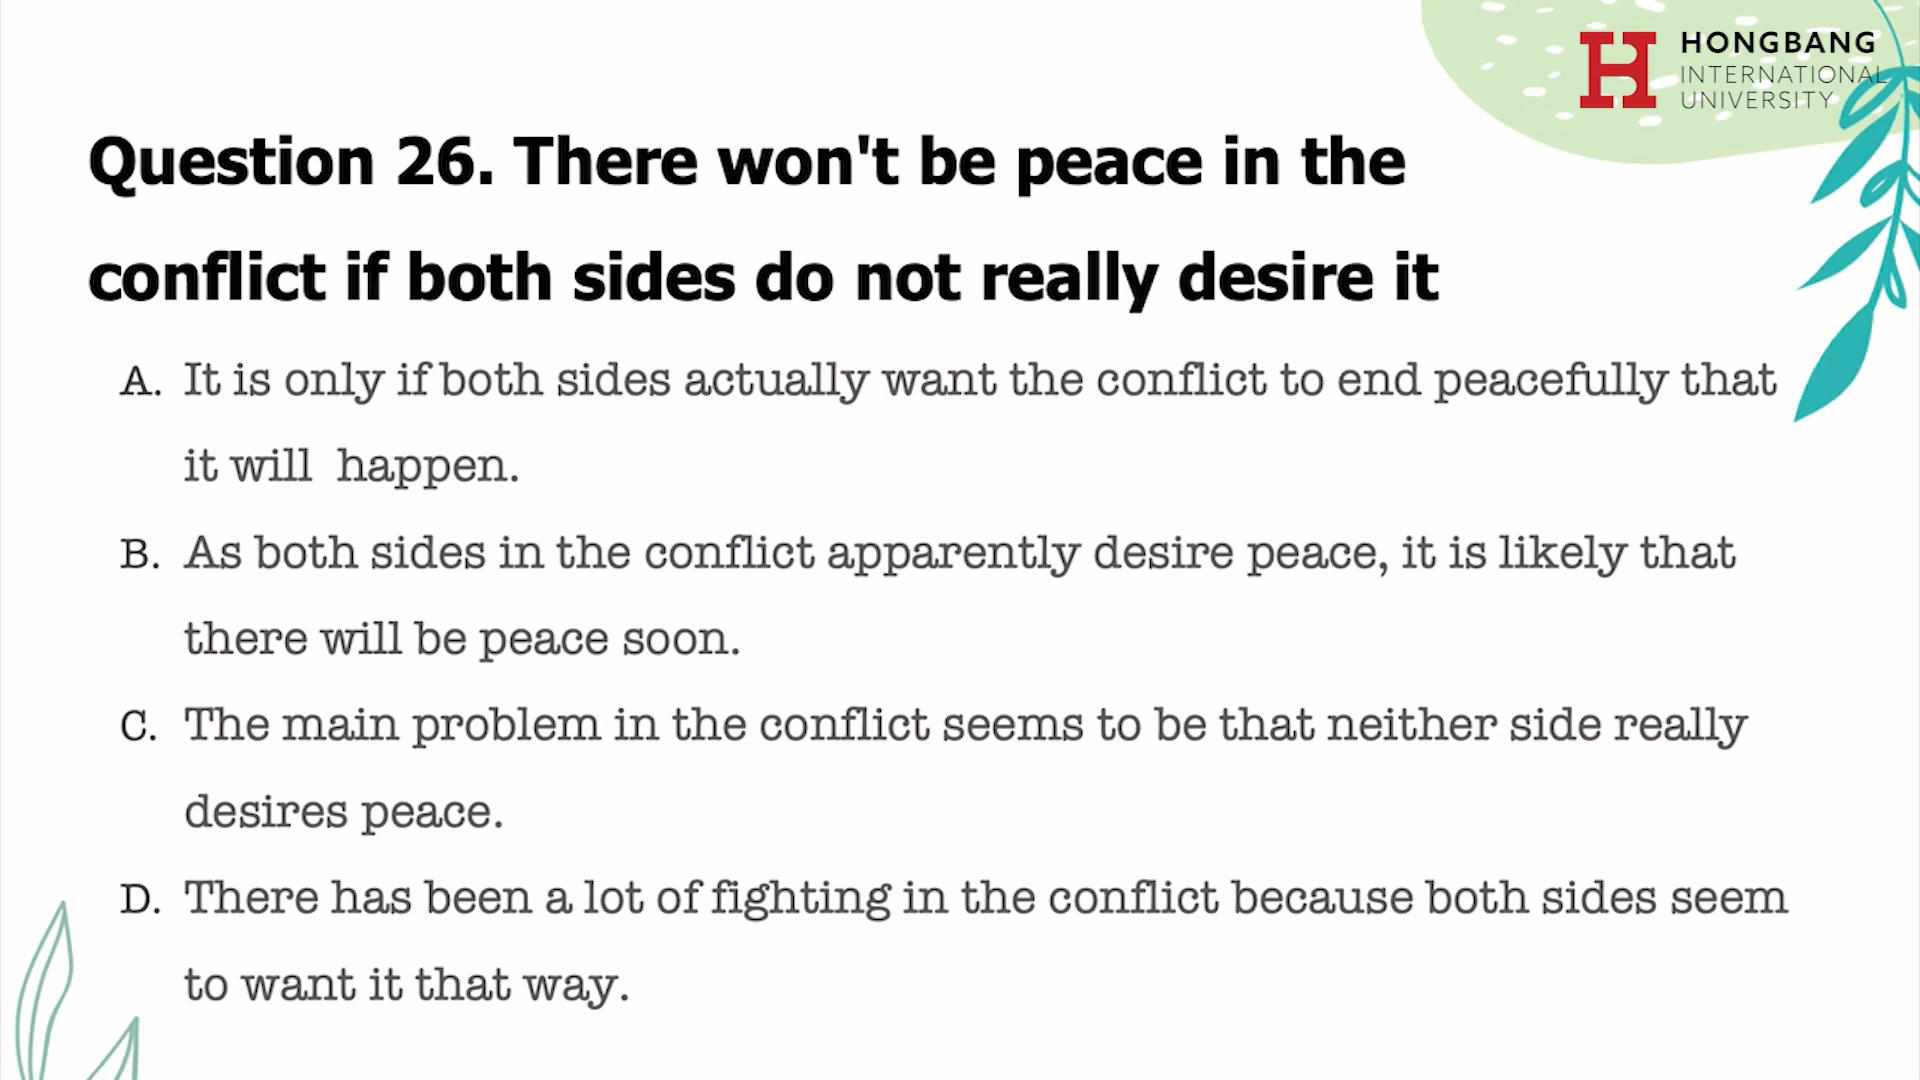 HONGBANG
INTERNATIONAL
UNIVERSITY
Question 26. There won't be peace in the
conflict if both sides do not really desire it
A. It is only if both sides actually want the conflict to end peacefully that
it will happen.
B. As both sides in the conflict apparently desire peace, it is likely that
there will be peace soon.
C. The main problem in the conflict seems to be that neither side really
desires peace.
D. There has been a lot of fighting in the conflict because both sides seem
to want it that way.